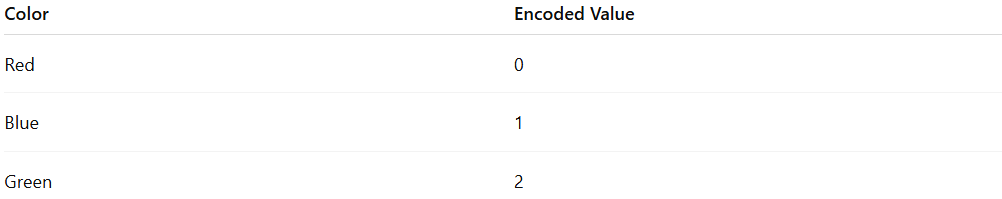 Color Encoded Value
Red 0
Blue 1
Green 2